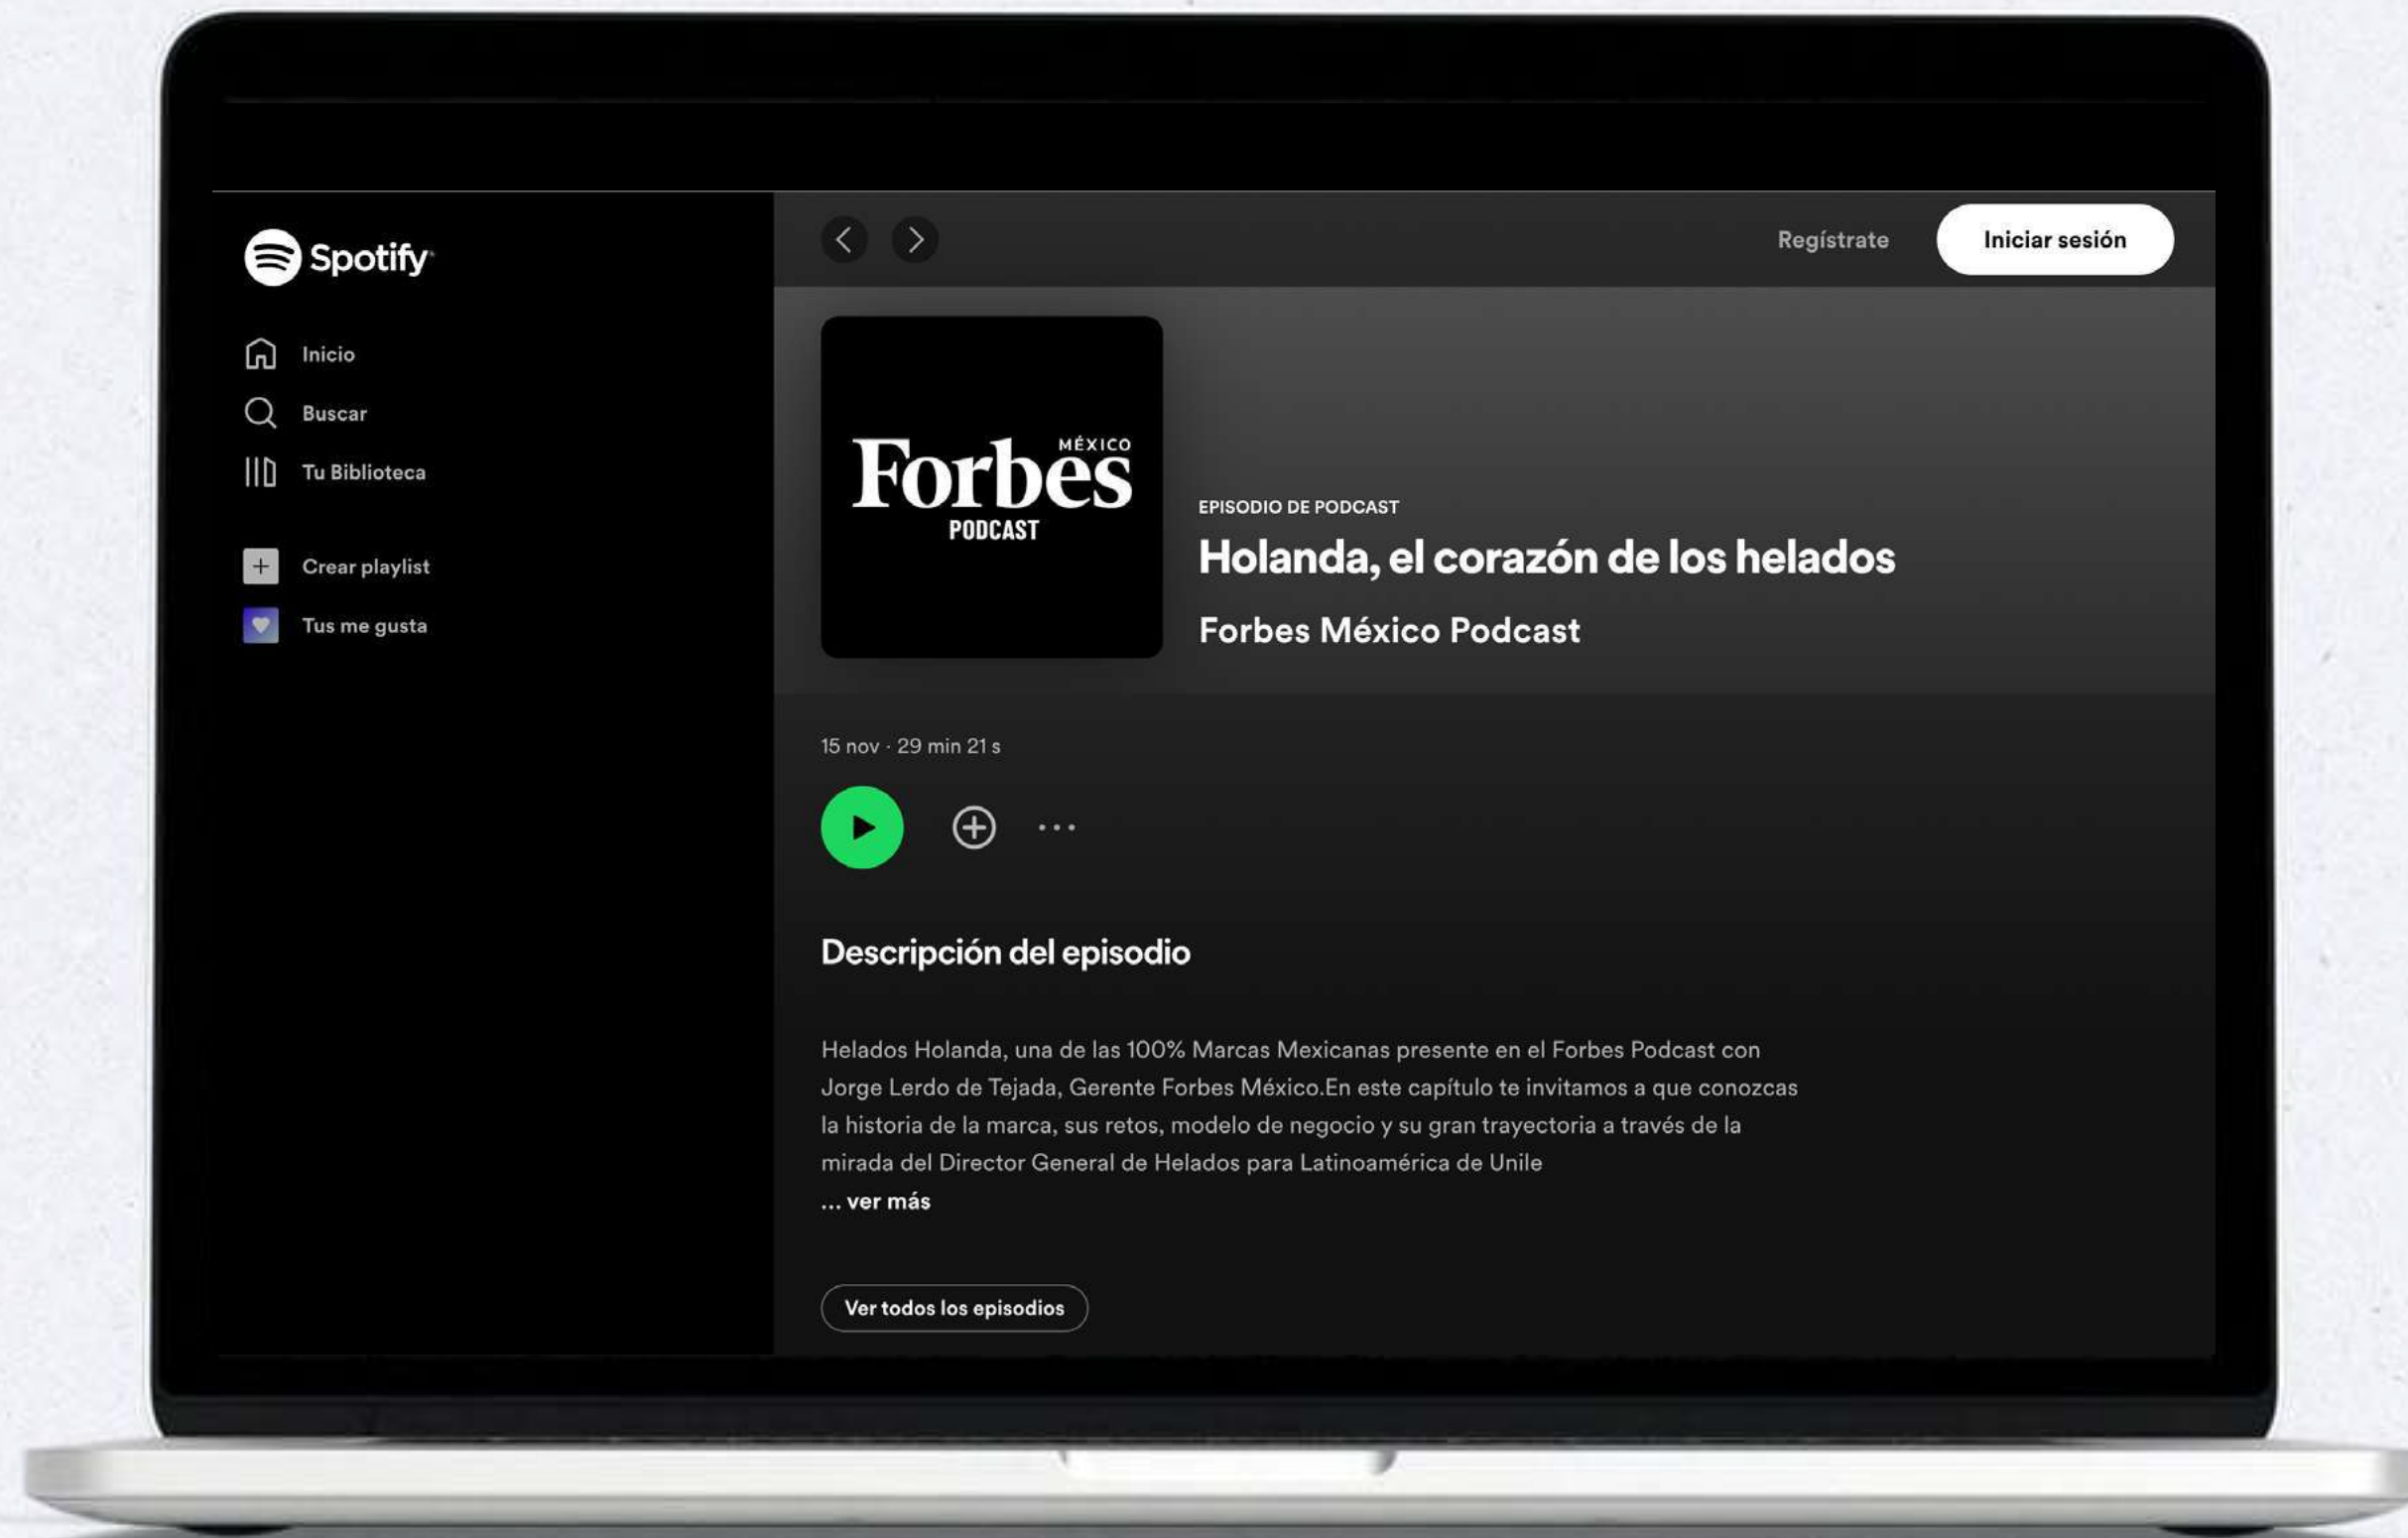 Spotify
Inicio
Buscar
Tu Biblioteca
Crear playlist
Tus me gusta
Regístrate
Iniciar sesión
Forbes
MÉXICO
PODCAST
EPISODIO DE PODCAST
Holanda, el corazón de los helados
Forbes México Podcast
15 nov · 29 min 21 s
Descripción del episodio
Helados Holanda, una de las 100% Marcas Mexicanas presente en el Forbes Podcast con
Jorge Lerdo de Tejada, Gerente Forbes México.En este capítulo te invitamos a que conozcas
la historia de la marca, sus retos, modelo de negocio y su gran trayectoria a través de la
mirada del Director General de Helados para Latinoamérica de Unile
... ver más
Ver todos los episodios